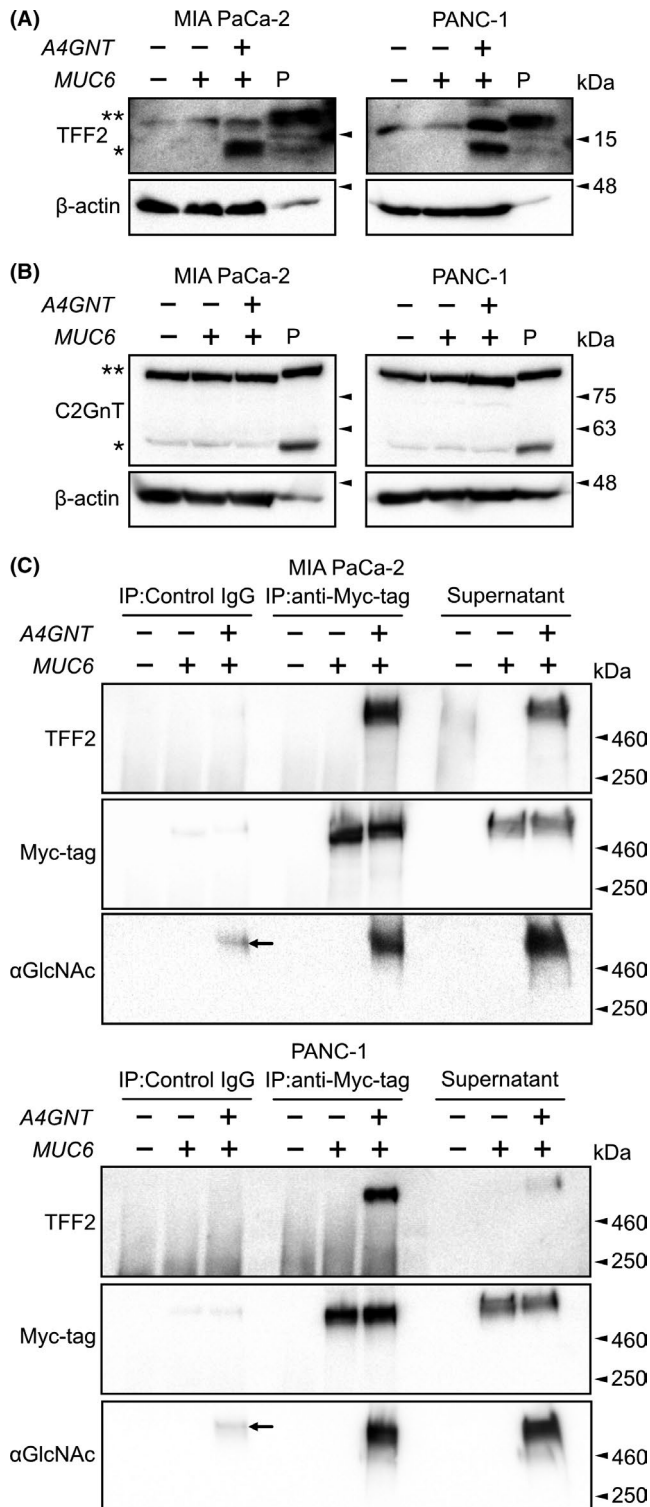 (A)
MIA PaCa-2 PANC-1
A4GNT + +
MUC6 − + + P − + + P kDa
**
TFF2 15
*
48
β-actin
(B)
MIA PaCa-2 PANC-1
A4GNT − − + − − +
MUC6 − + + P − + + P kDa
**
75
C2GnT
63
*
48
β-actin
(C)
MIA PaCa-2
IP:Control IgG IP:anti-Myc-tag Supernatant
A4GNT − − + − − + − − +
MUC6 − + + − + + − + + kDa
TFF2
460
250
Myc-tag
460
250
αGlcNAc
460
250
PANC-1
IP:Control IgG IP:anti-Myc-tag Supernatant
A4GNT − − + − − + − − +
MUC6 − + + − + + − + + kDa
TFF2
460
250
Myc-tag
460
250
αGlcNAc
460
250